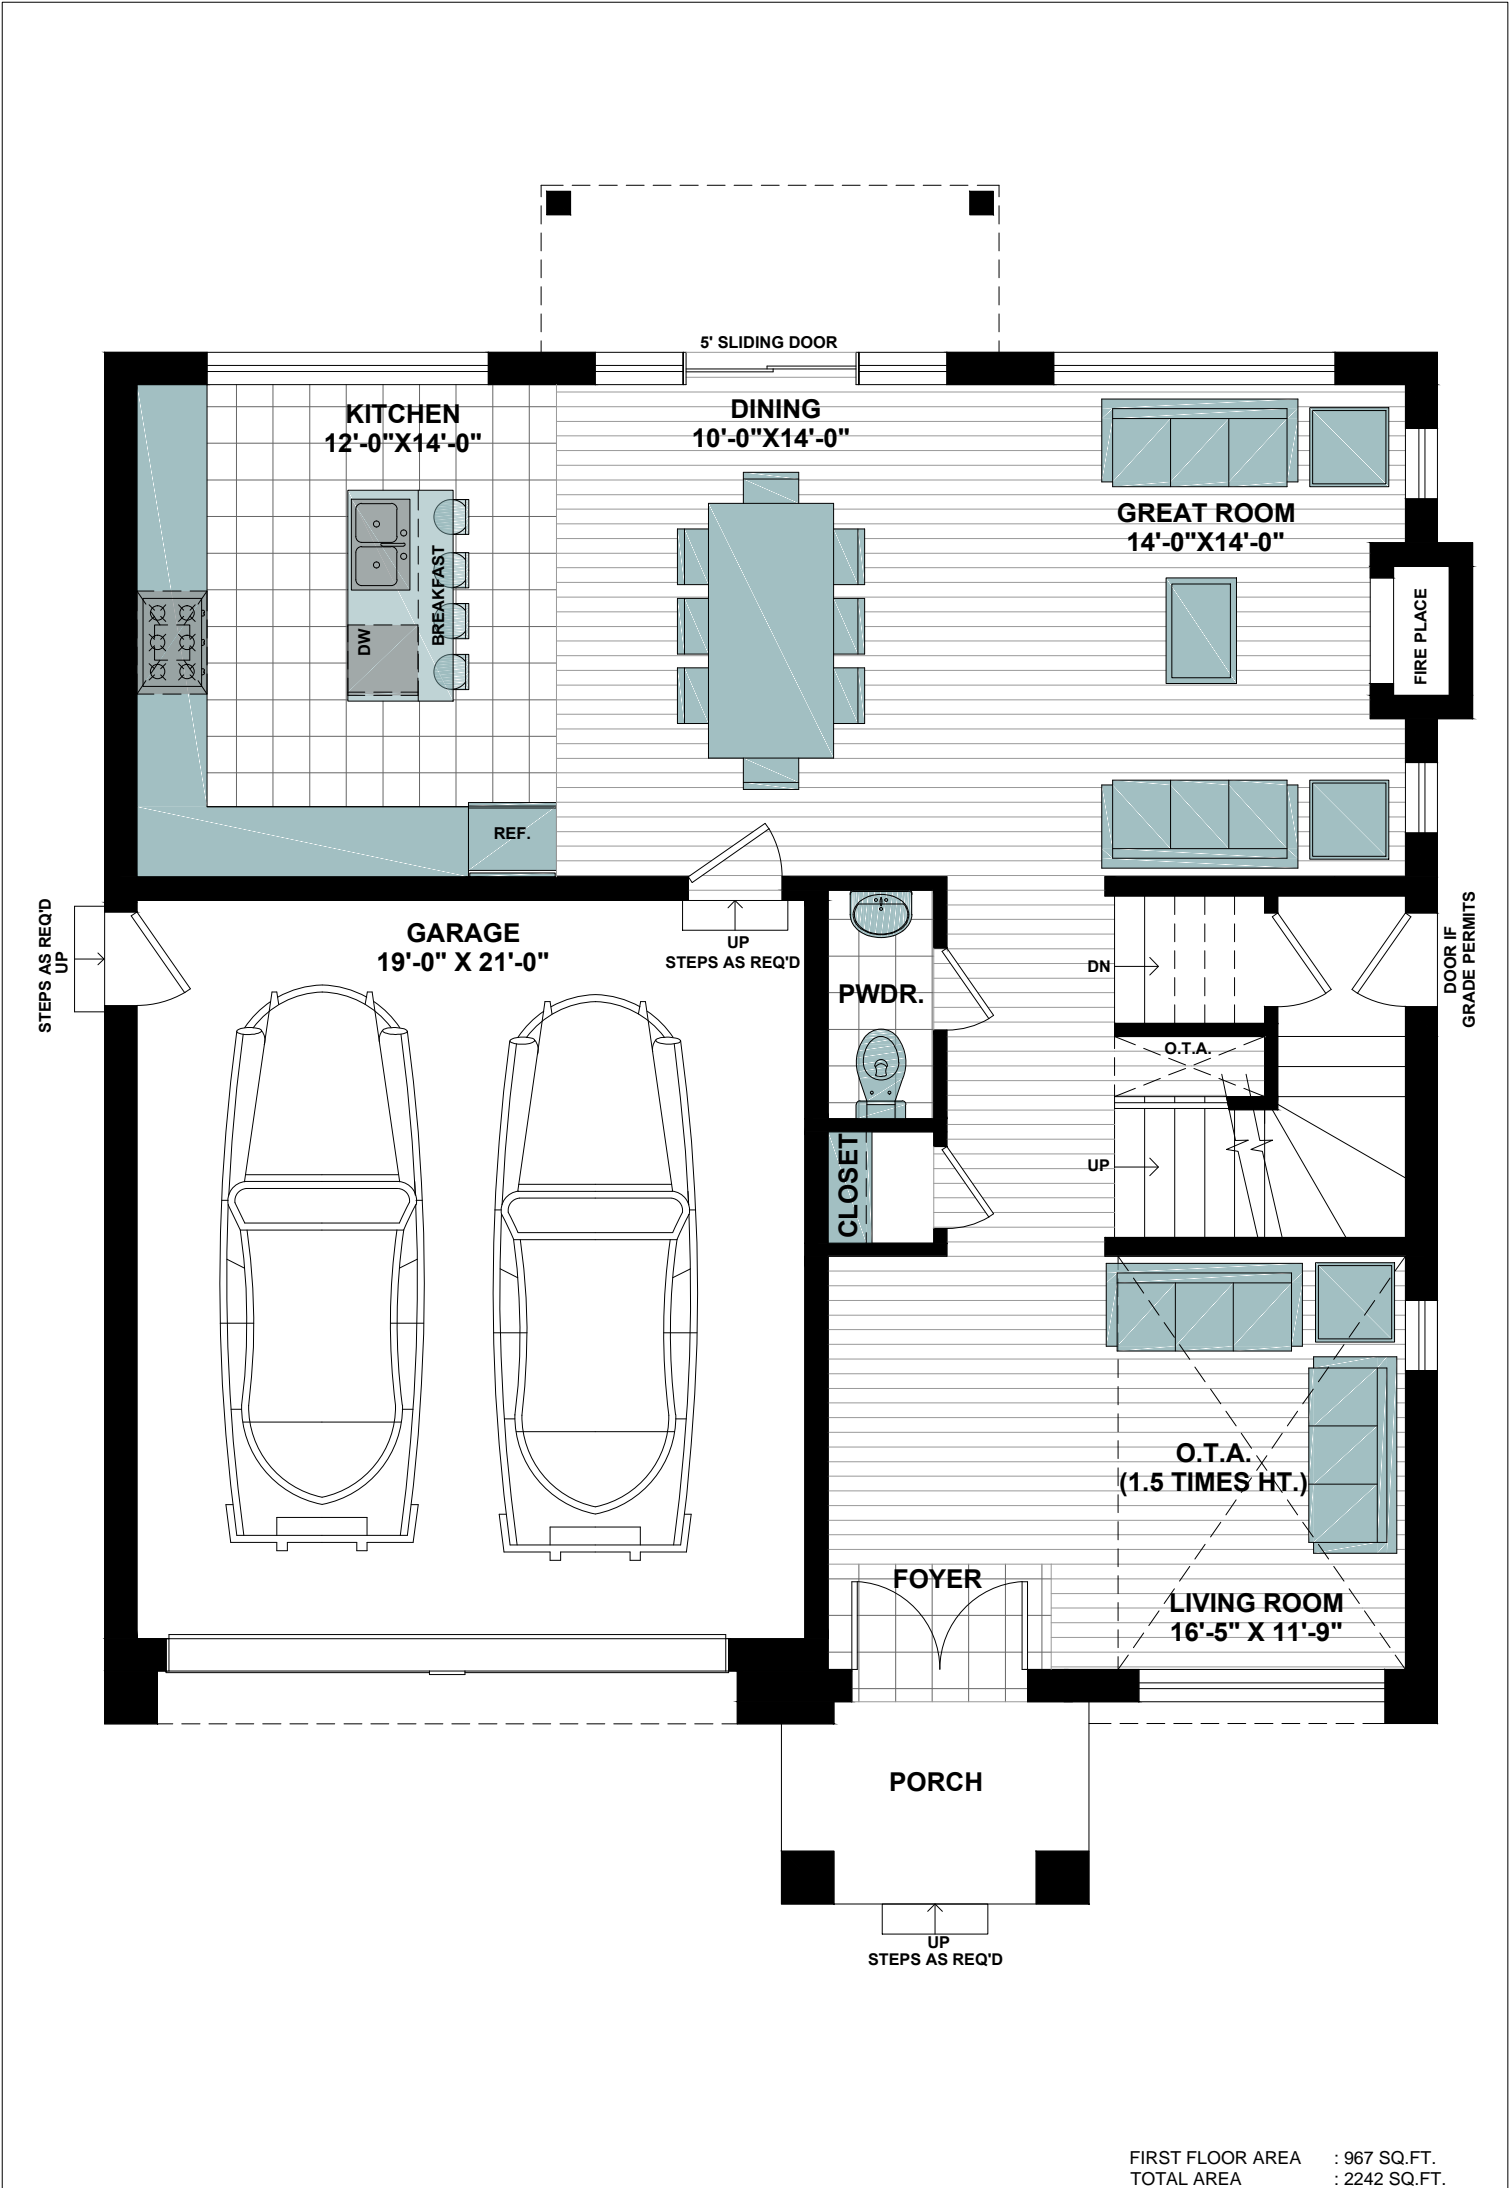 5' SLIDING DOOR
KITCHEN
12'-0"X14'-0"
DINING
10'-0"X14'-0"
GREAT ROOM
14'-0"X14'-0"
BREAKFAST
DW
FIRE PLACE
REF.
STEPS AS REQ'D
UP
GARAGE
19'-0" X 21'-0"
UP
STEPS AS REQ'D
PWDR.
DN
DOOR IF
GRADE PERMITS
O.T.A.
CLOSET
UP
O.T.A.
(1.5 TIMES HT.)
FOYER
LIVING ROOM
16'-5" X 11'-9"
PORCH
UP
STEPS AS REQ'D
FIRST FLOOR AREA : 967 SQ.FT.
TOTAL AREA : 2242 SQ.FT.